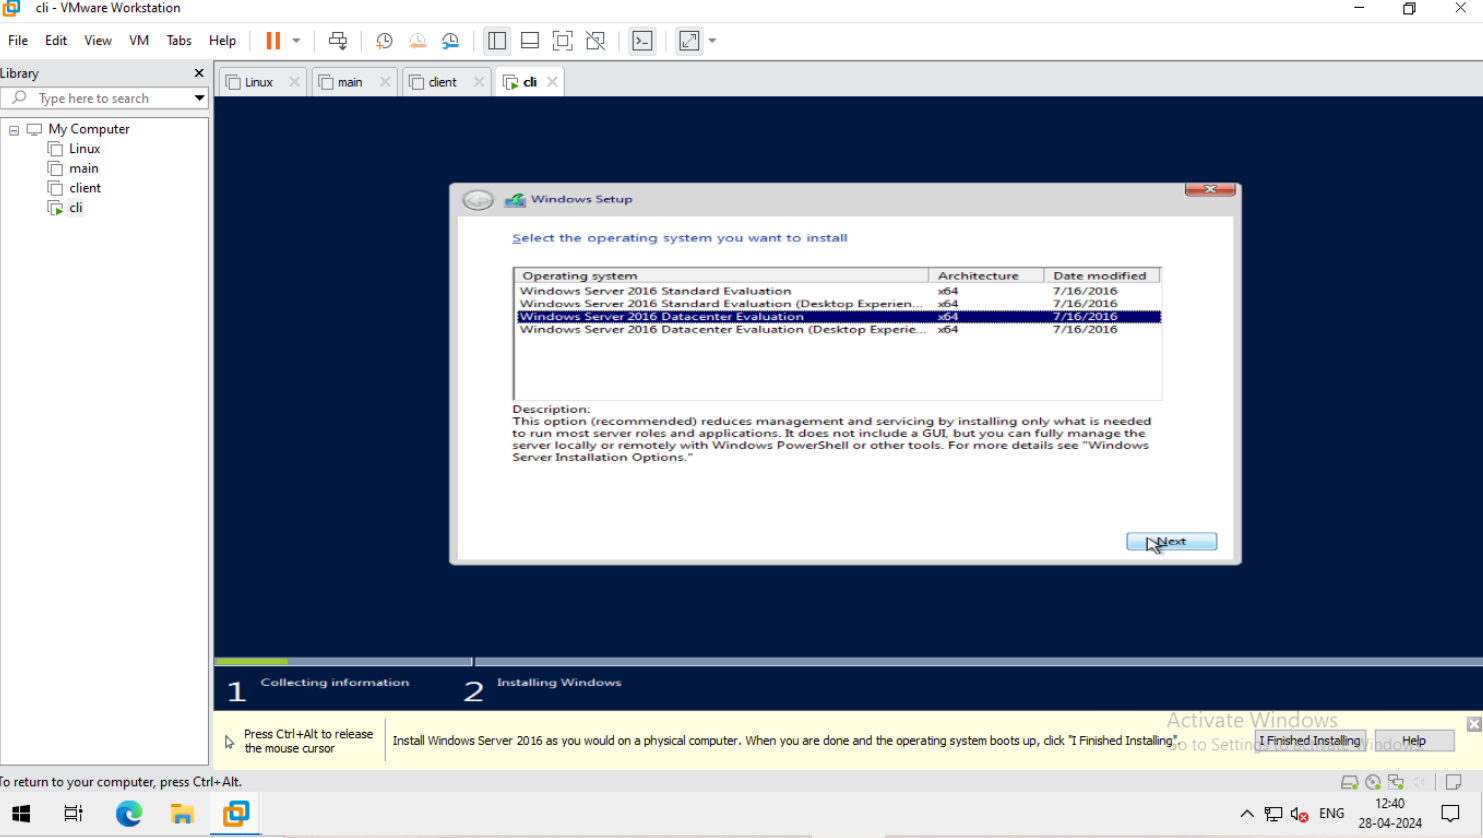 cli - VMware Workstation
File Edit View VM Tabs Help
Library
Type here to search
Linux main client cli
My Computer
Linux
main
client
cli
Windows Setup
Select the operating system you want to install
Operating system Architecture Date modified
Windows Server 2016 Standard Evaluation x64 7/16/2016
Windows Server 2016 Standard Evaluation (Desktop Experien... x64 7/16/2016
Windows Server 2016 Datacenter Evaluation x64 7/16/2016
Windows Server 2016 Datacenter Evaluation (Desktop Experie... x64 7/16/2016
Description:
This option (recommended) reduces management and servicing by installing only what is needed
to run most server roles and applications. It does not include a GUI, but you can fully manage the
server locally or remotely with Windows PowerShell or other tools. For more details see "Windows
Server Installation Options."
Next
1 Collecting information 2 Installing Windows
Activate Windows
Go to Settings to activate Windows.
Press Ctrl+Alt to release
the mouse cursor
Install Windows Server 2016 as you would on a physical computer. When you are done and the operating system boots up, click "I Finished Installing".
I Finished Installing Help
To return to your computer, press Ctrl+Alt.
ENG
12:40
28-04-2024